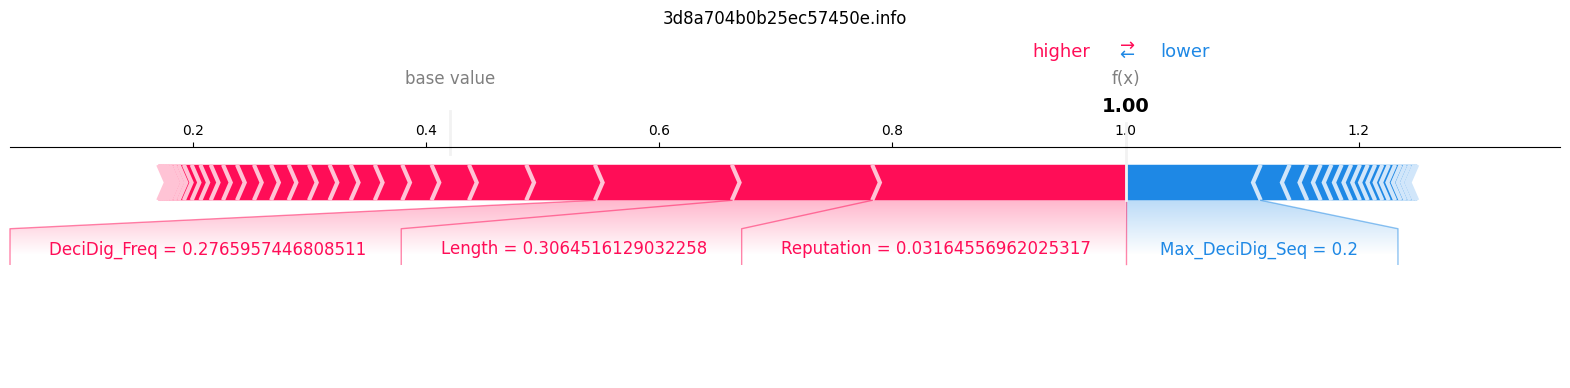 3d8a704b0b25ec57450e.info
higher → ← lower
base value f(x)
1.00
0.2 0.4 0.6 0.8 1.0 1.2
DeciDig_Freq = 0.2765957446808511 Length = 0.3064516129032258 Reputation = 0.03164556962025317 Max_DeciDig_Seq = 0.2